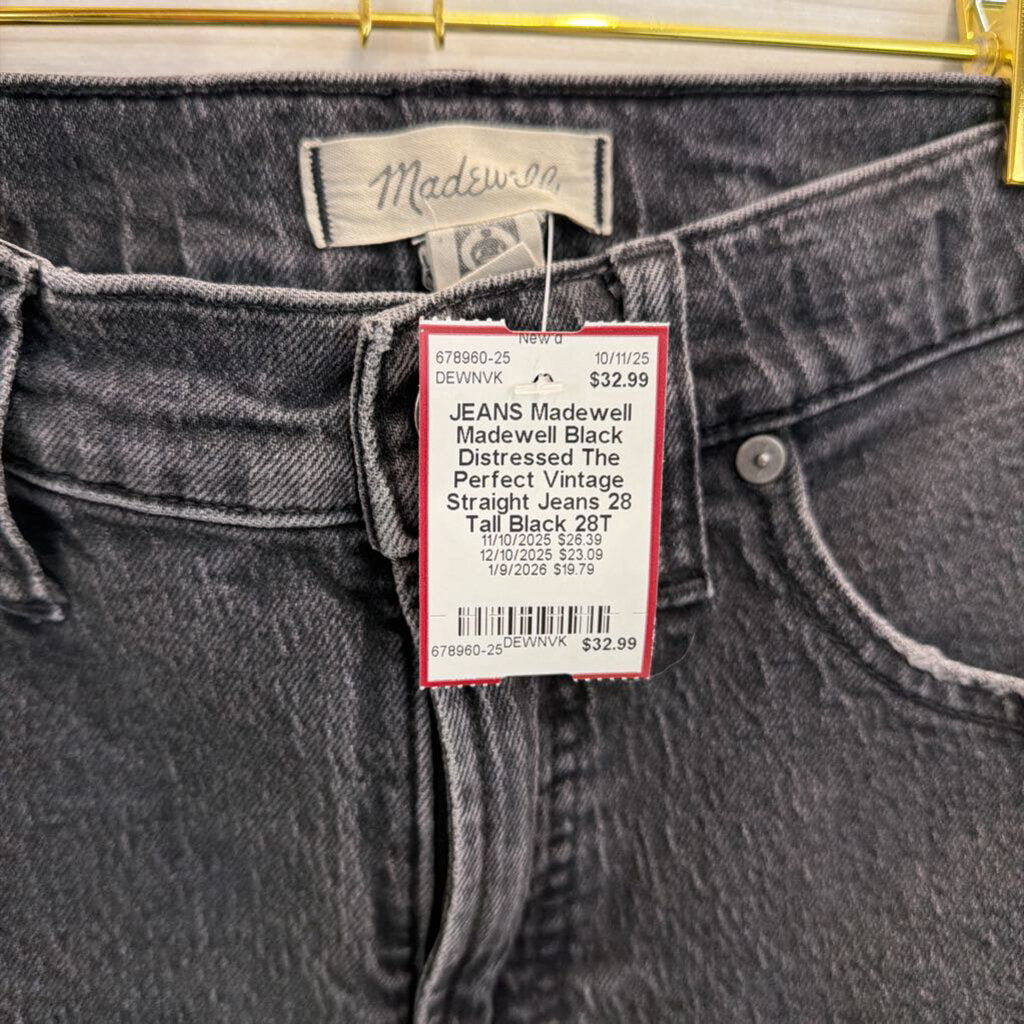 Madewell
New d
678960-25 10/11/25
DEWNVK $32.99
JEANS Madewell
Madewell Black
Distressed The
Perfect Vintage
Straight Jeans 28
Tall Black 28T
11/10/2025 $26.39
12/10/2025 $23.09
1/9/2026 $19.79
678960-25 DEWNVK $32.99